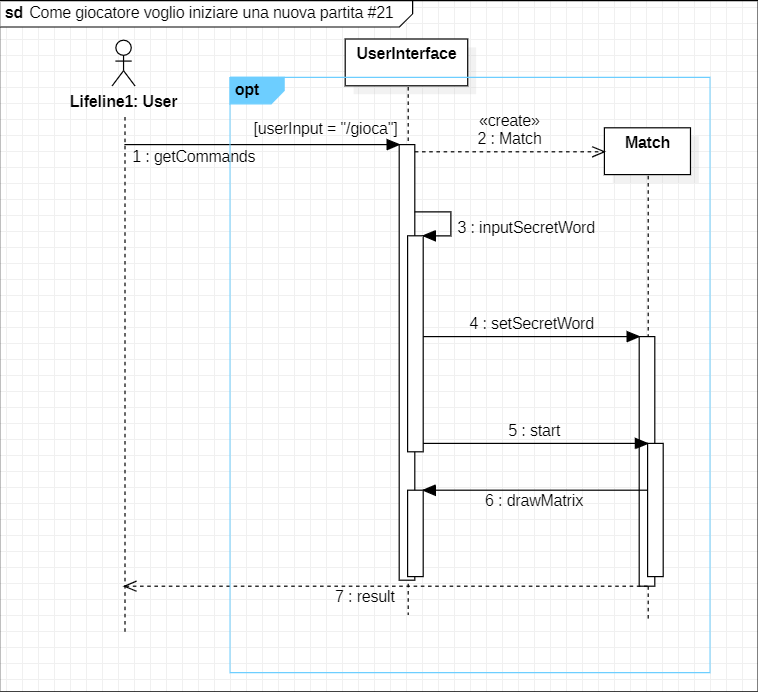 sd Come giocatore voglio iniziare una nuova partita #21
UserInterface
Lifeline1: User
opt
[userInput = "/gioca"]
1 : getCommands
«create»
2 : Match
Match
3 : inputSecretWord
4 : setSecretWord
5 : start
6 : drawMatrix
7 : result